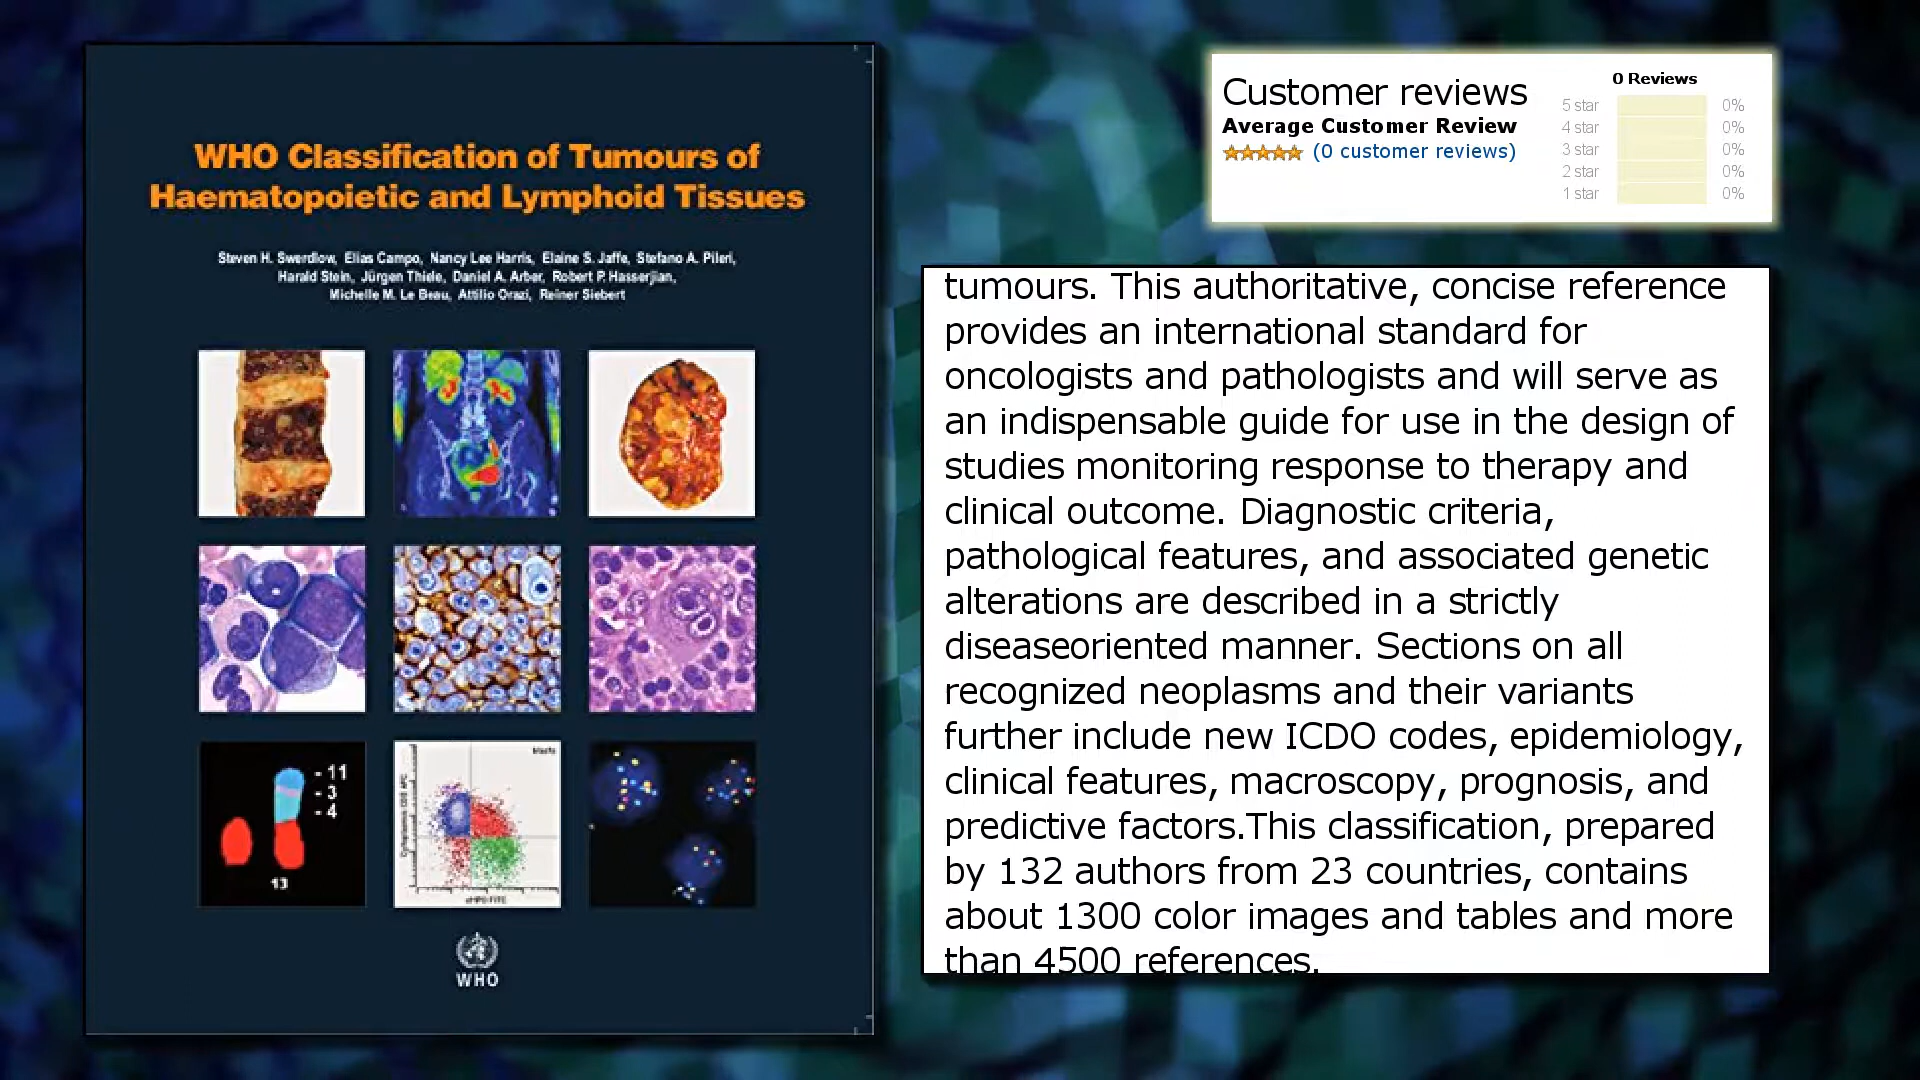 WHO Classification of Tumours of
Haematopoietic and Lymphoid Tissues
Steven H. Swerdlow, Elias Campo, Nancy Lee Harris, Elaine S. Jaffe, Stefano A. Pileri,
Harald Stein, Jürgen Thiele, Daniel A. Arber, Robert P. Hasserjian,
Michelle M. Le Beau, Attilio Orazi, Reiner Siebert
- 11
- 3
- 4
13
WHO
Customer reviews
Average Customer Review
(0 customer reviews)
0 Reviews
5 star 0%
4 star 0%
3 star 0%
2 star 0%
1 star 0%
tumours. This authoritative, concise reference
provides an international standard for
oncologists and pathologists and will serve as
an indispensable guide for use in the design of
studies monitoring response to therapy and
clinical outcome. Diagnostic criteria,
pathological features, and associated genetic
alterations are described in a strictly
diseaseoriented manner. Sections on all
recognized neoplasms and their variants
further include new ICDO codes, epidemiology,
clinical features, macroscopy, prognosis, and
predictive factors.This classification, prepared
by 132 authors from 23 countries, contains
about 1300 color images and tables and more
than 4500 references.